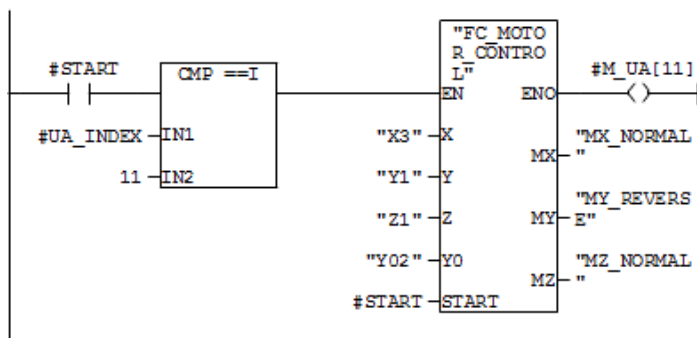 "FC_MOTO
R_CONTRO
L"
#START
CMP ==I
#M_UA[11]
EN
ENO
#UA_INDEX
IN1
"X3"
X
"MX_NORMAL
MX
"
11
IN2
"Y1"
Y
"MY_REVERS
"Z1"
Z
MY
E"
"Y02"
Y0
"MZ_NORMAL
MZ
"
#START
START